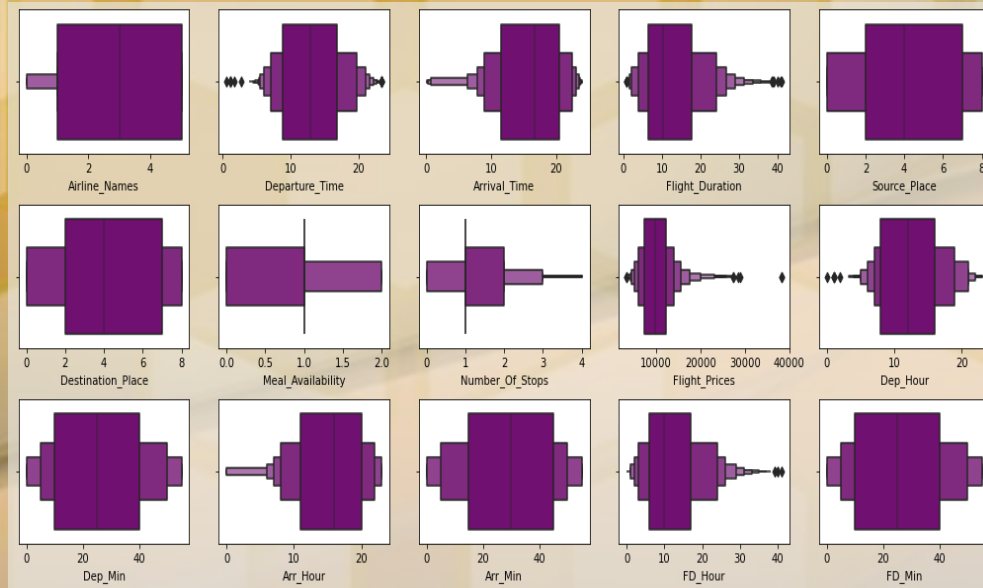 0 2 4
Airline_Names
0 10 20
Departure_Time
0 10 20
Arrival_Time
0 10 20 30 40
Flight_Duration
0 2 4 6 8
Source_Place
0 2 4 6 8
Destination_Place
0.0 0.5 1.0 1.5 2.0
Meal_Availability
0 1 2 3 4
Number_Of_Stops
10000 20000 30000 40000
Flight_Prices
0 10 20
Dep_Hour
0 20 40
Dep_Min
0 10 20
Arr_Hour
0 20 40
Arr_Min
0 10 20 30 40
FD_Hour
0 20 40
FD_Min